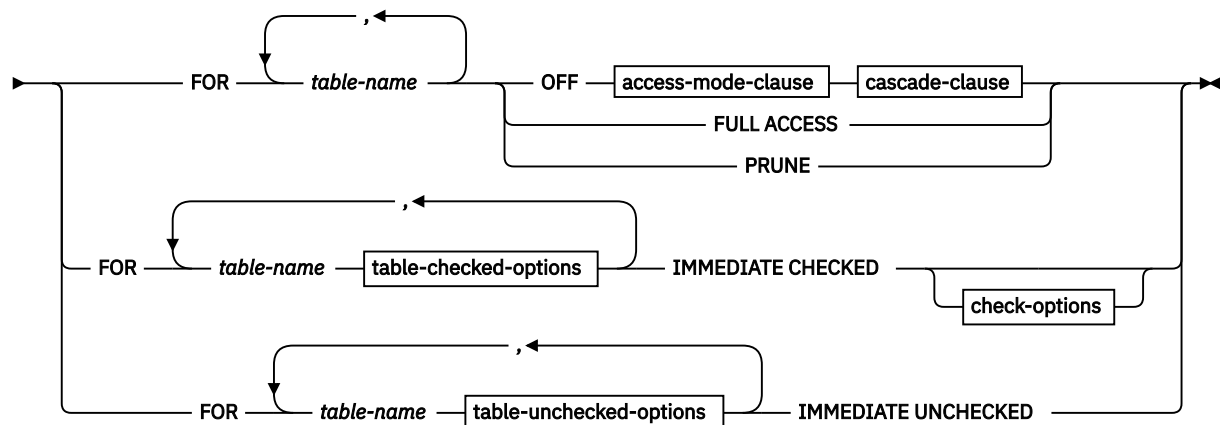 ,
FOR table-name OFF access-mode-clause cascade-clause
FULL ACCESS
PRUNE
,
FOR table-name table-checked-options IMMEDIATE CHECKED
check-options
,
FOR table-name table-unchecked-options IMMEDIATE UNCHECKED